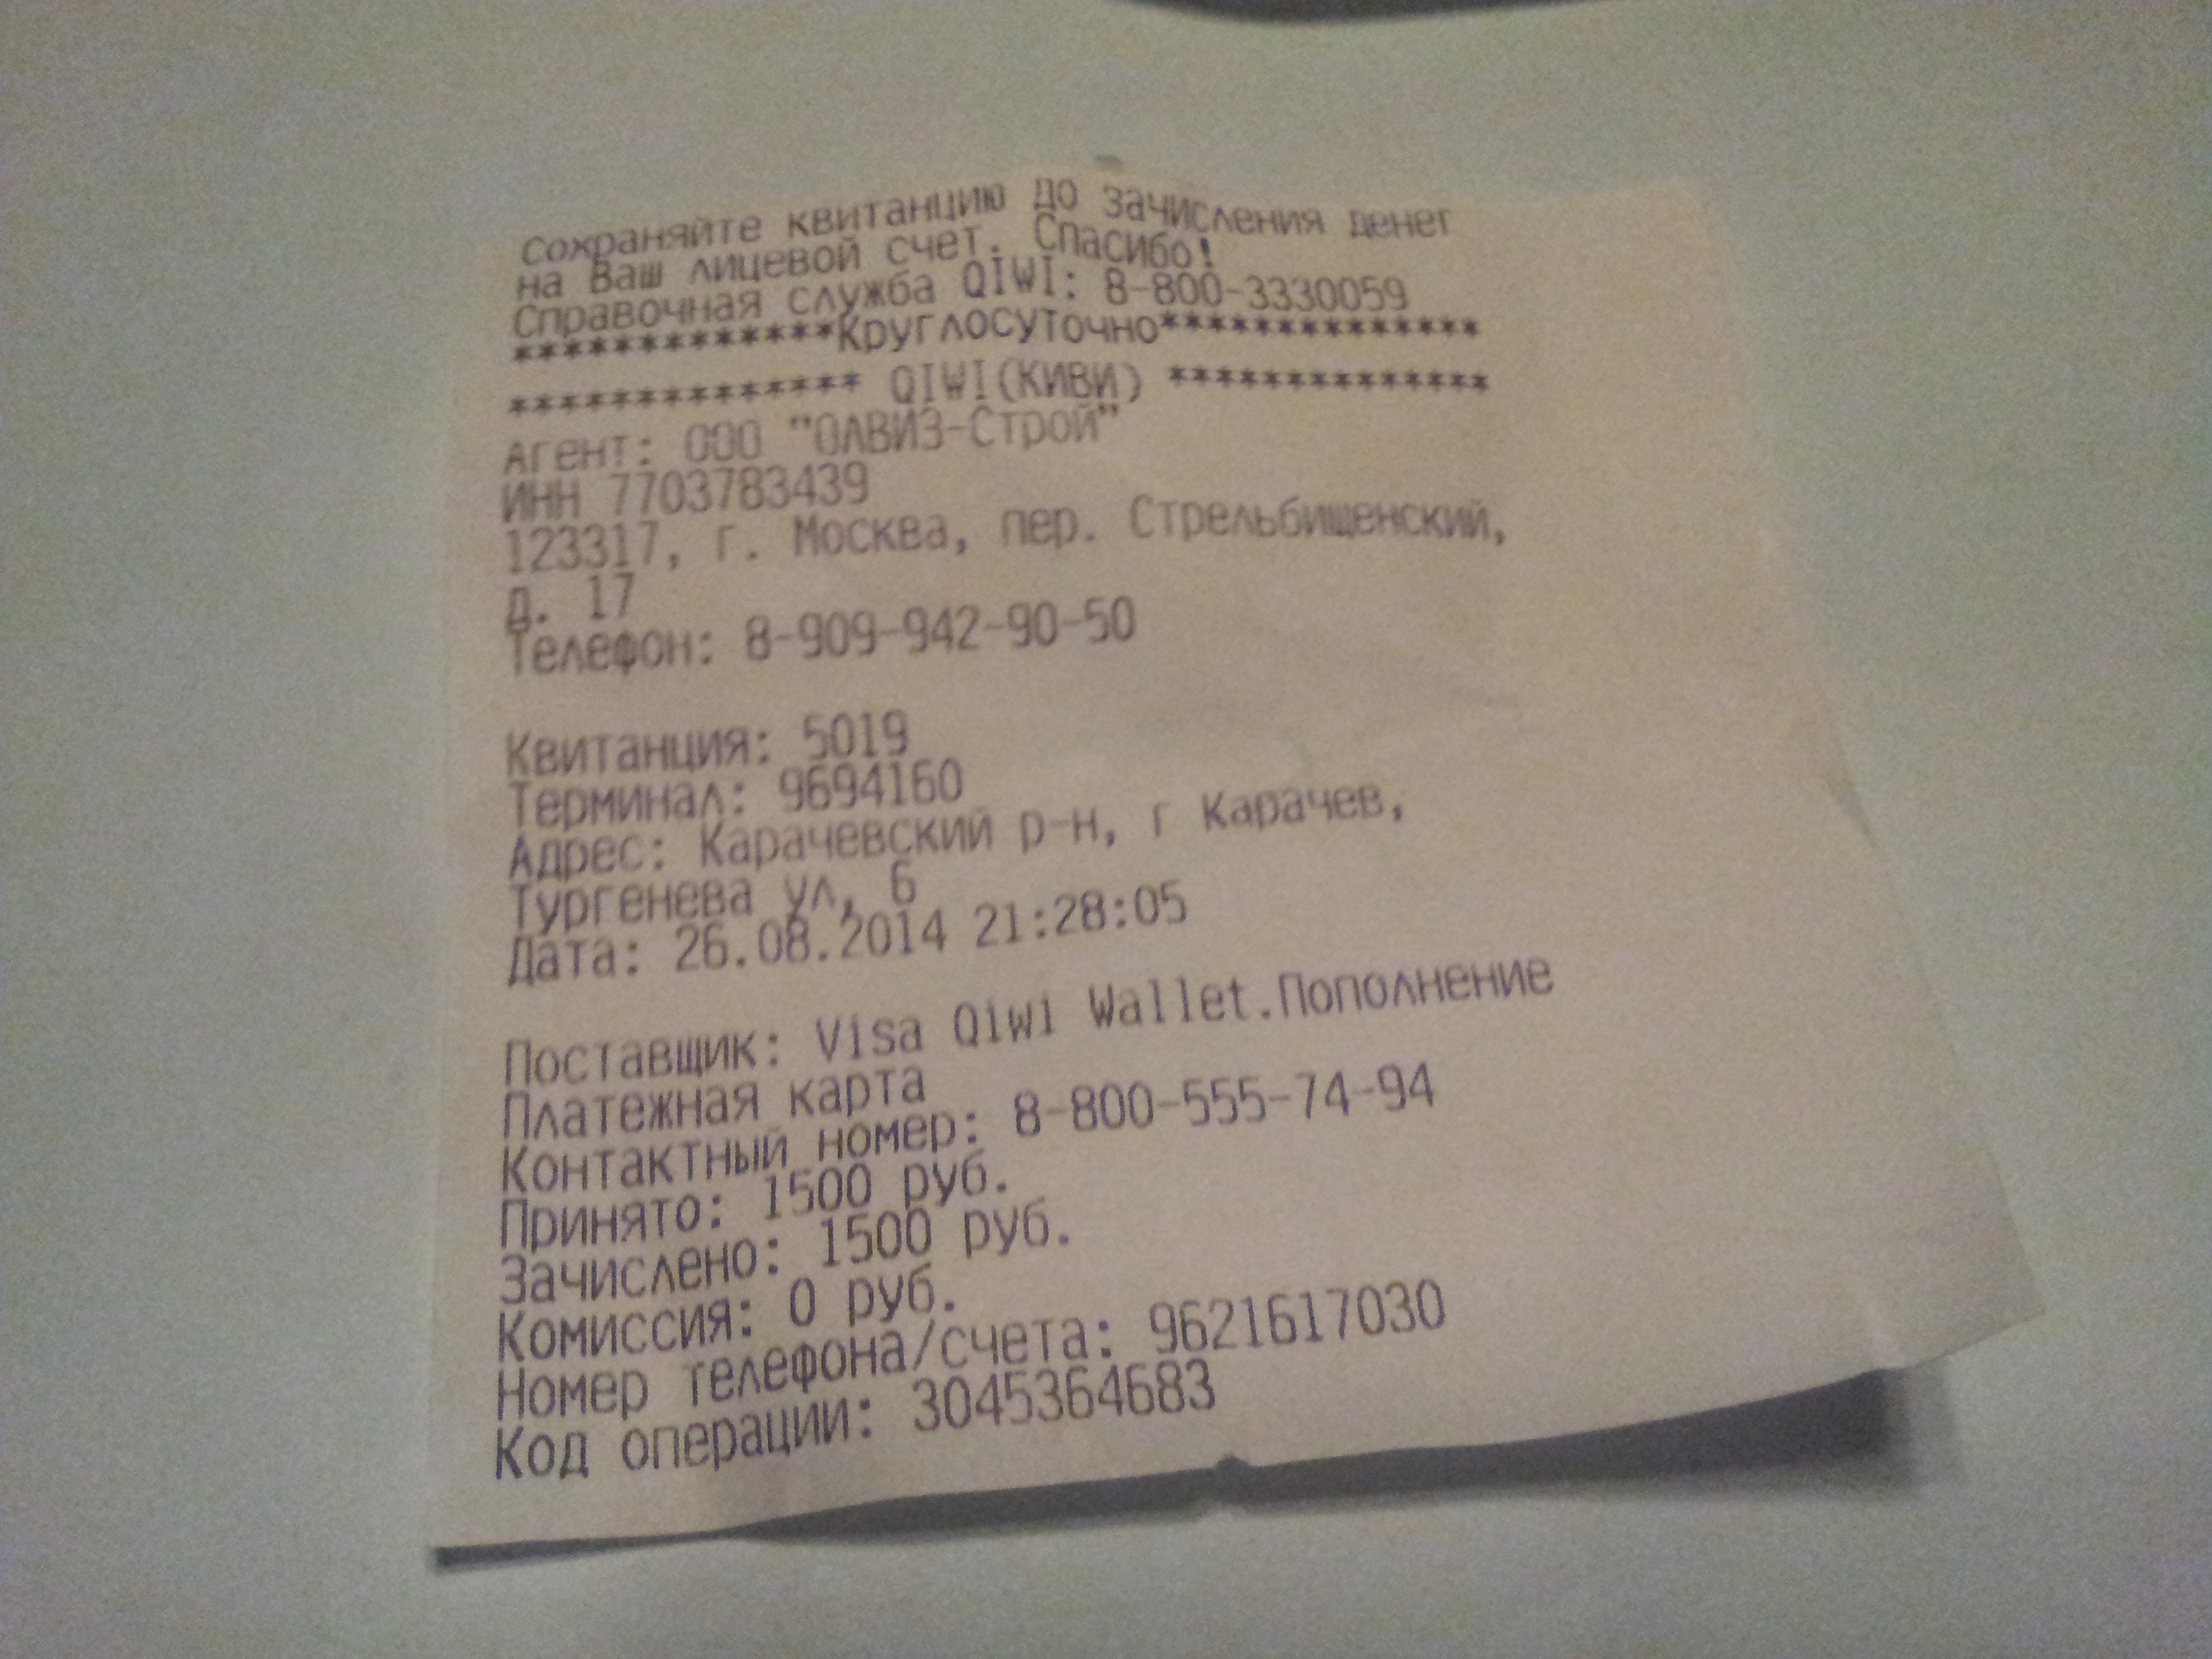 Сохраняйте квитанцию до зачисления денег
на Ваш лицевой счет. Спасибо!
Справочная служба QIWI: 8-800-3330059
*************Круглосуточно*************
************** QIWI(КИВИ) **************
Агент: ООО "ОЛВИЗ-Строй"
ИНН 7703783439
123317, г. Москва, пер. Стрельбищенский,
д. 17
Телефон: 8-909-942-90-50
Квитанция: 5019
Терминал: 9694160
Адрес: Карачевский р-н, г Карачев,
Тургенева ул, 6
Дата: 26.08.2014 21:28:05
Поставщик: Visa Qiwi Wallet.Пополнение
Платежная карта
Контактный номер: 8-800-555-74-94
Принято: 1500 руб.
Зачислено: 1500 руб.
Комиссия: 0 руб.
Номер телефона/счета: 9621617030
Код операции: 3045364683